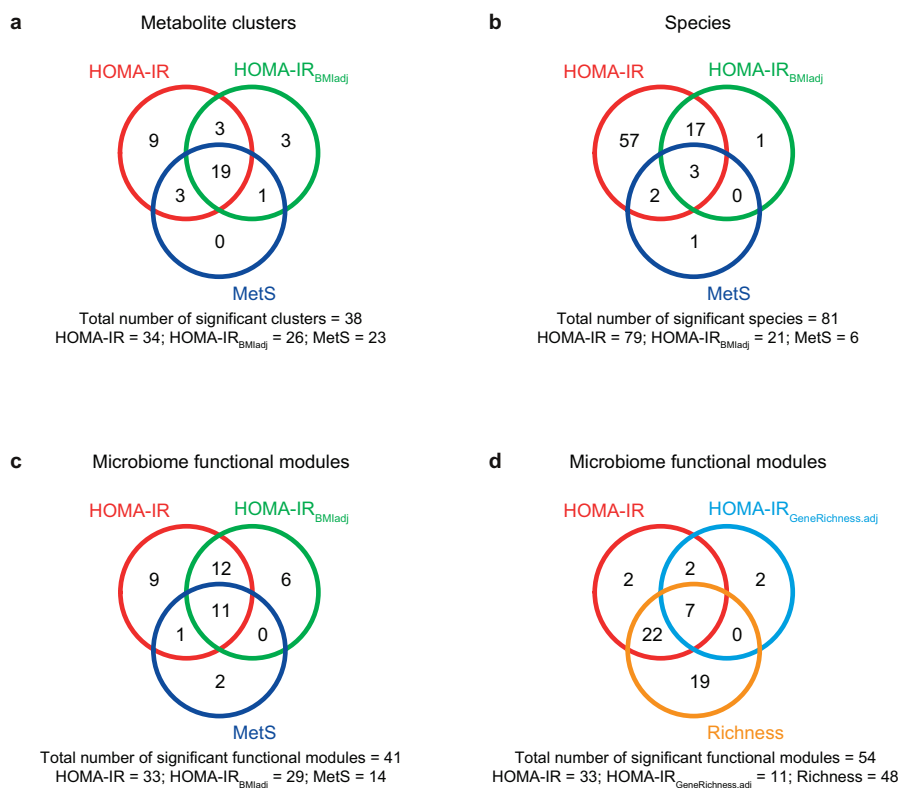 a Metabolite clusters
HOMA-IR HOMA-IRBMIadj
9 3 3
19
3 1
0
MetS
Total number of significant clusters = 38
HOMA-IR = 34; HOMA-IRBMIadj = 26; MetS = 23
b Species
HOMA-IR HOMA-IRBMIadj
57 17 1
3
2 0
1
MetS
Total number of significant species = 81
HOMA-IR = 79; HOMA-IRBMIadj = 21; MetS = 6
c Microbiome functional modules
HOMA-IR HOMA-IRBMIadj
9 12 6
11
1 0
2
MetS
Total number of significant functional modules = 41
HOMA-IR = 33; HOMA-IRBMIadj = 29; MetS = 14
d Microbiome functional modules
HOMA-IR HOMA-IRGeneRichness.adj
2 2 2
7
22 0
19
Richness
Total number of significant functional modules = 54
HOMA-IR = 33; HOMA-IRGeneRichness.adj = 11; Richness = 48